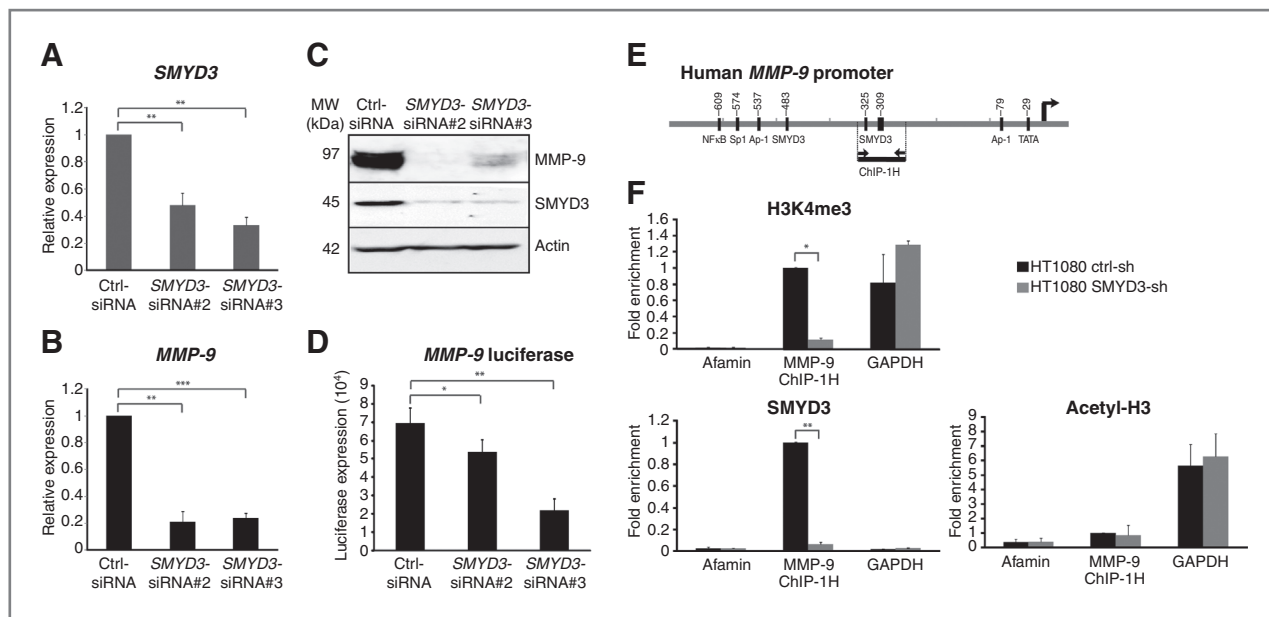 A
SMYD3
Relative expression
1.2
1
0.8
0.6
0.4
0.2
0
**
**
Ctrl-
siRNA
SMYD3-
siRNA#2
SMYD3-
siRNA#3
B
MMP-9
Relative expression
1.2
1
0.8
0.6
0.4
0.2
0
***
**
Ctrl-
siRNA
SMYD3-
siRNA#2
SMYD3-
siRNA#3
C
MW
(kDa)
Ctrl-
siRNA
SMYD3-
siRNA#2
SMYD3-
siRNA#3
97
MMP-9
45
SMYD3
42
Actin
D
MMP-9 luciferase
Luciferase expression (10⁴)
9
8
7
6
5
4
3
2
1
0
**
*
Ctrl-
siRNA
SMYD3-
siRNA#2
SMYD3-
siRNA#3
E
Human MMP-9 promoter
–609
–574
–537
–483
–325
–309
–79
–29
NFκB
Sp1
Ap-1
SMYD3
SMYD3
Ap-1
TATA
ChIP-1H
F
H3K4me3
Fold enrichment
1.6
1.4
1.2
1
0.8
0.6
0.4
0.2
0
*
Afamin
MMP-9
ChIP-1H
GAPDH
HT1080 ctrl-sh
HT1080 SMYD3-sh
SMYD3
Fold enrichment
1.2
1
0.8
0.6
0.4
0.2
0
**
Afamin
MMP-9
ChIP-1H
GAPDH
Acetyl-H3
Fold enrichment
9
8
7
6
5
4
3
2
1
0
Afamin
MMP-9
ChIP-1H
GAPDH